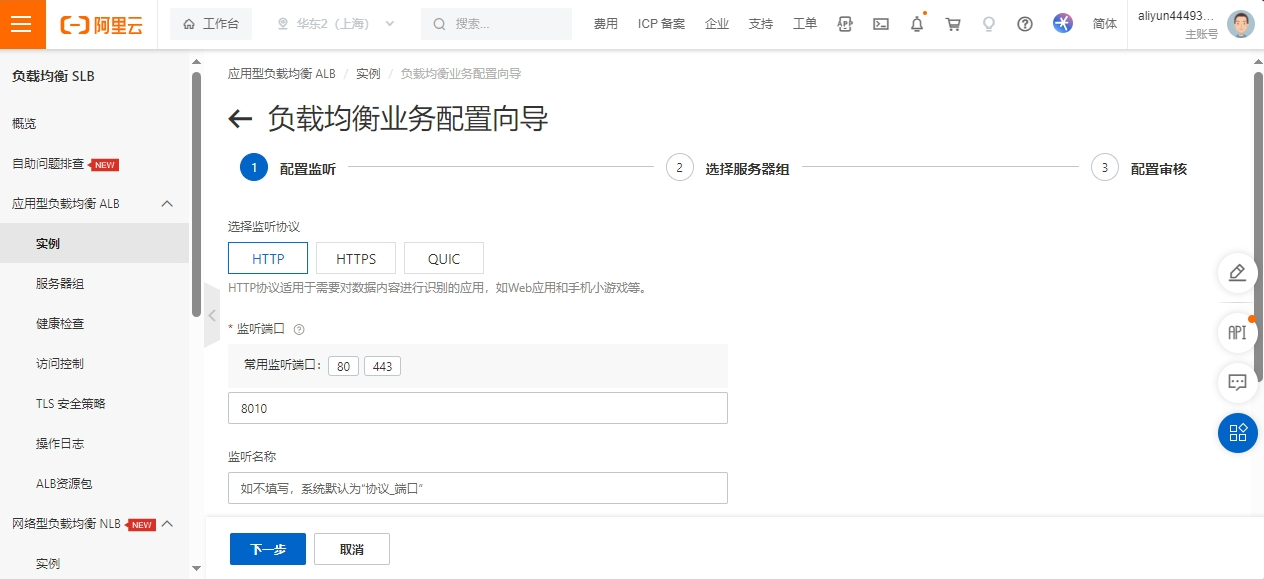 阿里云
工作台
华东2（上海）
搜索...
费用
ICP 备案
企业
支持
工单
简体
aliyun44493...
主账号
负载均衡 SLB
概览
自助问题排查 NEW
应用型负载均衡 ALB
实例
服务器组
健康检查
访问控制
TLS 安全策略
操作日志
ALB资源包
网络型负载均衡 NLB NEW
实例
应用型负载均衡 ALB / 实例 / 负载均衡业务配置向导
负载均衡业务配置向导
1 配置监听
2 选择服务器组
3 配置审核
选择监听协议
HTTP
HTTPS
QUIC
HTTP协议适用于需要对数据内容进行识别的应用，如Web应用和手机小游戏等。
* 监听端口
常用监听端口： 80 443
8010
监听名称
如不填写，系统默认为“协议_端口”
下一步
取消
API